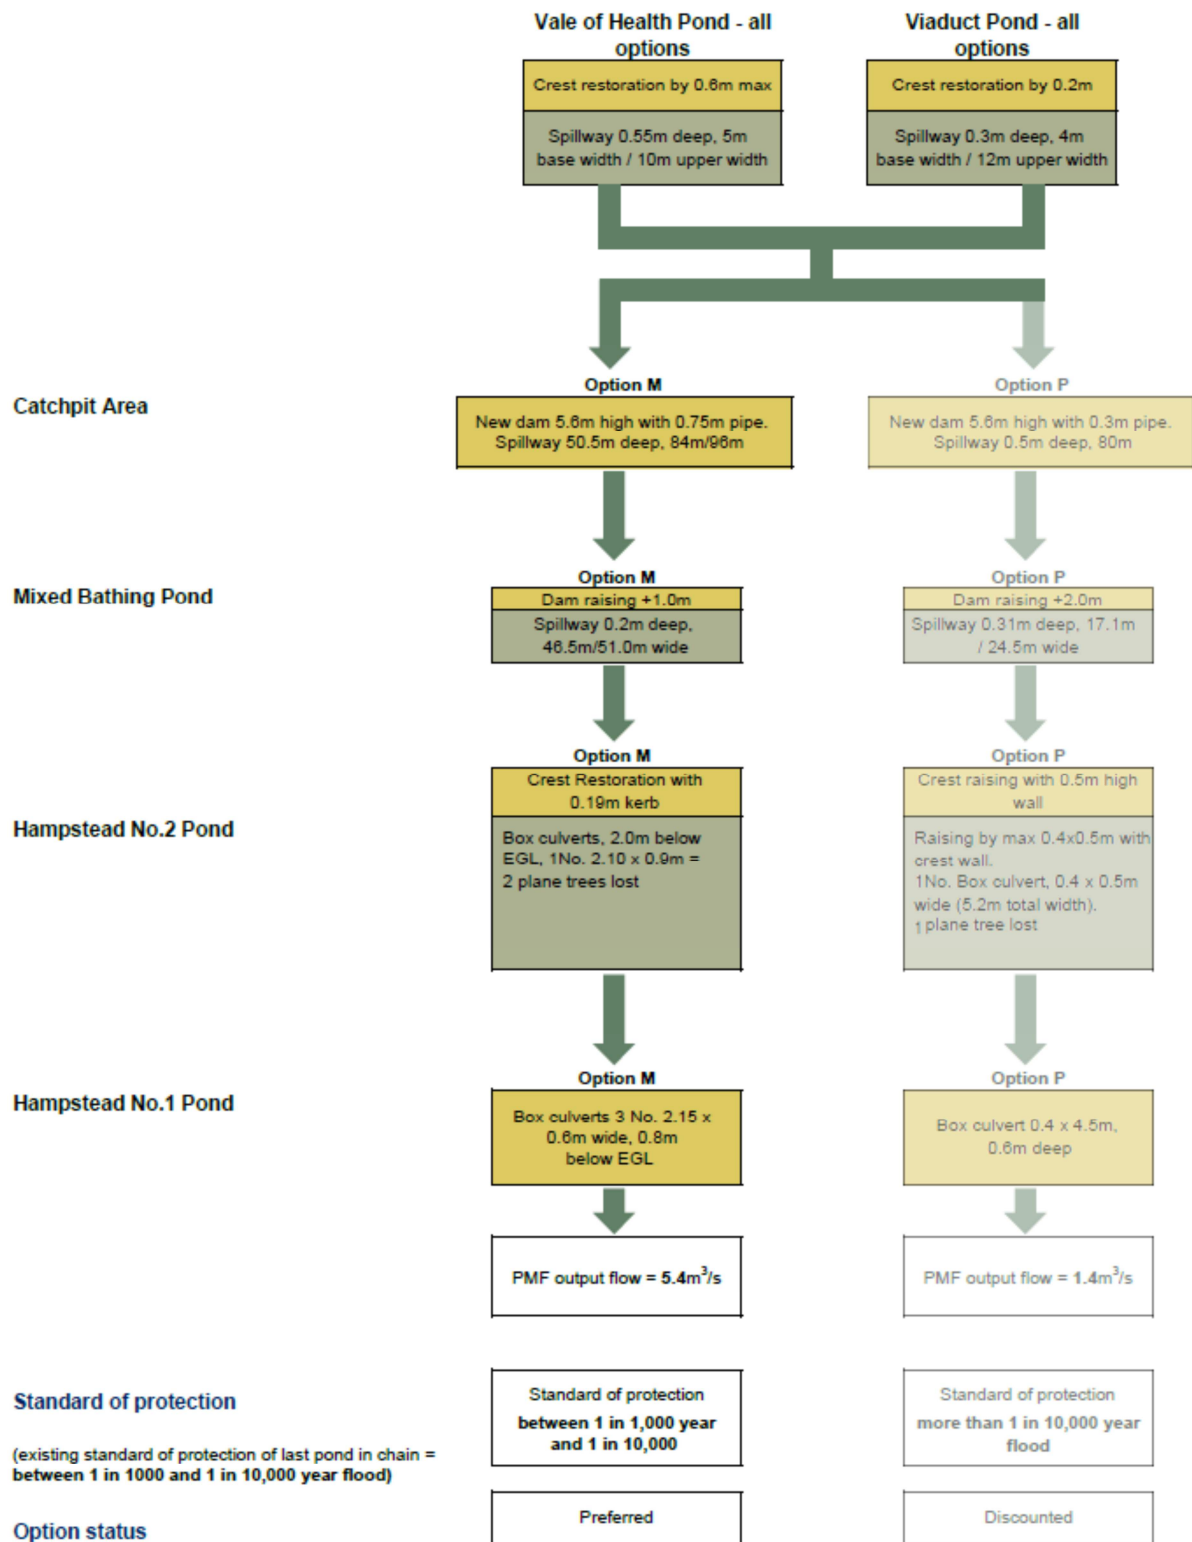 Vale of Health Pond - all
options
Viaduct Pond - all
options
Crest restoration by 0.6m max
Crest restoration by 0.2m
Spillway 0.55m deep, 5m
base width / 10m upper width
Spillway 0.3m deep, 4m
base width / 12m upper width
Catchpit Area
Option M
New dam 5.6m high with 0.75m pipe.
Spillway 50.5m deep, 84m/96m
Option P
New dam 5.6m high with 0.3m pipe.
Spillway 0.5m deep, 80m
Mixed Bathing Pond
Option M
Dam raising +1.0m
Spillway 0.2m deep,
46.5m/51.0m wide
Option P
Dam raising +2.0m
Spillway 0.31m deep, 17.1m
/ 24.5m wide
Hampstead No.2 Pond
Option M
Crest Restoration with
0.19m kerb
Box culverts, 2.0m below
EGL, 1No. 2.10 x 0.9m =
2 plane trees lost
Option P
Crest raising with 0.5m high
wall
Raising by max 0.4x0.5m with
crest wall.
1No. Box culvert, 0.4 x 0.5m
wide (5.2m total width).
1 plane tree lost
Hampstead No.1 Pond
Option M
Box culverts 3 No. 2.15 x
0.6m wide, 0.8m
below EGL
Option P
Box culvert 0.4 x 4.5m,
0.6m deep
PMF output flow = 5.4m³/s
PMF output flow = 1.4m³/s
Standard of protection
(existing standard of protection of last pond in chain =
between 1 in 1000 and 1 in 10,000 year flood)
Standard of protection
between 1 in 1,000 year
and 1 in 10,000
Standard of protection
more than 1 in 10,000 year
flood
Option status
Preferred
Discounted